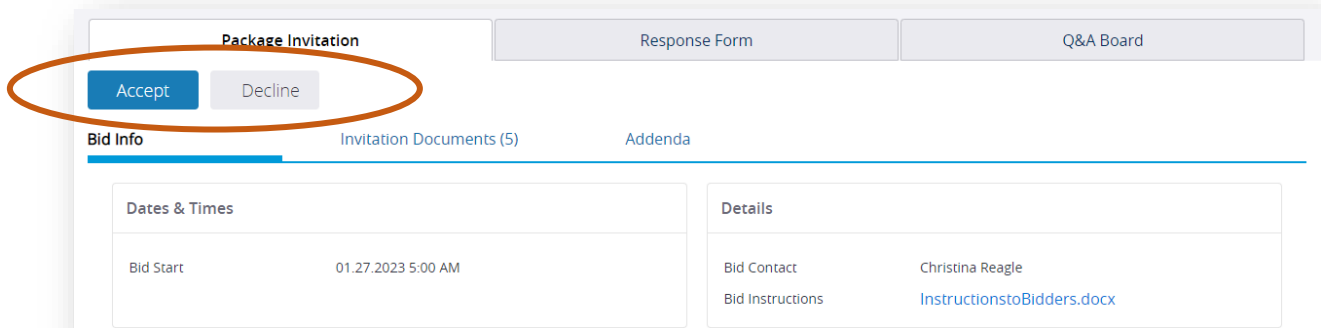 Package Invitation
Response Form
Q&A Board
Accept
Decline
Bid Info
Invitation Documents (5)
Addenda
Dates & Times
Bid Start
01.27.2023 5:00 AM
Details
Bid Contact
Christina Reagle
Bid Instructions
InstructionstoBidders.docx